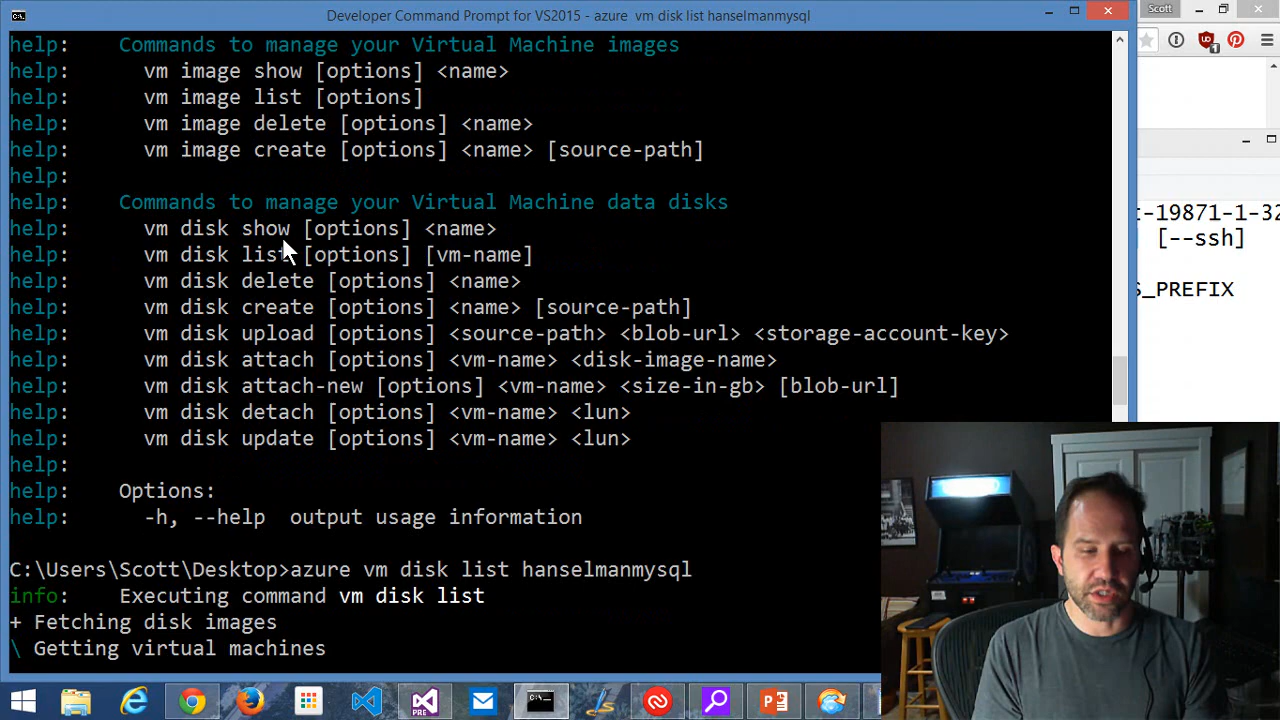 Developer Command Prompt for VS2015 - azure vm disk list hanselmanmysql
Scott
help: Commands to manage your Virtual Machine images
help: vm image show [options] <name>
help: vm image list [options]
help: vm image delete [options] <name>
help: vm image create [options] <name> [source-path]
help:
help: Commands to manage your Virtual Machine data disks
help: vm disk show [options] <name>
help: vm disk list [options] [vm-name]
help: vm disk delete [options] <name>
help: vm disk create [options] <name> [source-path]
help: vm disk upload [options] <source-path> <blob-url> <storage-account-key>
help: vm disk attach [options] <vm-name> <disk-image-name>
help: vm disk attach-new [options] <vm-name> <size-in-gb> [blob-url]
help: vm disk detach [options] <vm-name> <lun>
help: vm disk update [options] <vm-name> <lun>
help:
help: Options:
help: -h, --help output usage information
C:\Users\Scott\Desktop>azure vm disk list hanselmanmysql
info: Executing command vm disk list
+ Fetching disk images
\ Getting virtual machines
t-19871-1-32
[--ssh]
S_PREFIX
PRE